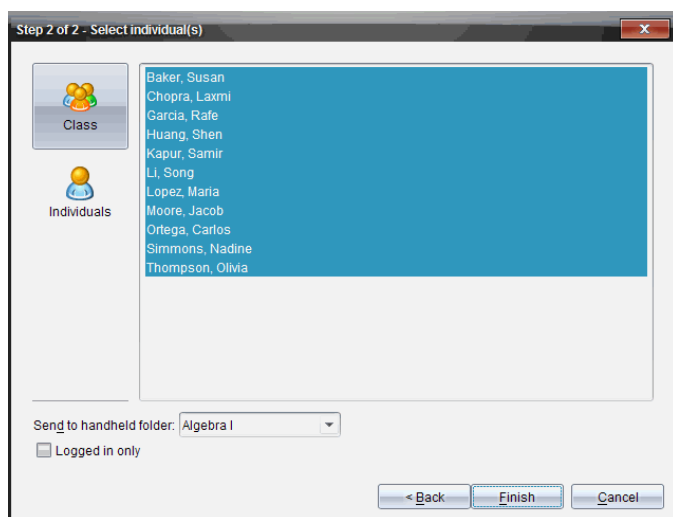 Step 2 of 2 - Select individual(s)
Class
Individuals
Baker, Susan
Chopra, Laxmi
Garcia, Rafe
Huang, Shen
Kapur, Samir
Li, Song
Lopez, Maria
Moore, Jacob
Ortega, Carlos
Simmons, Nadine
Thompson, Olivia
Send to handheld folder: Algebra I
Logged in only
< Back Finish Cancel